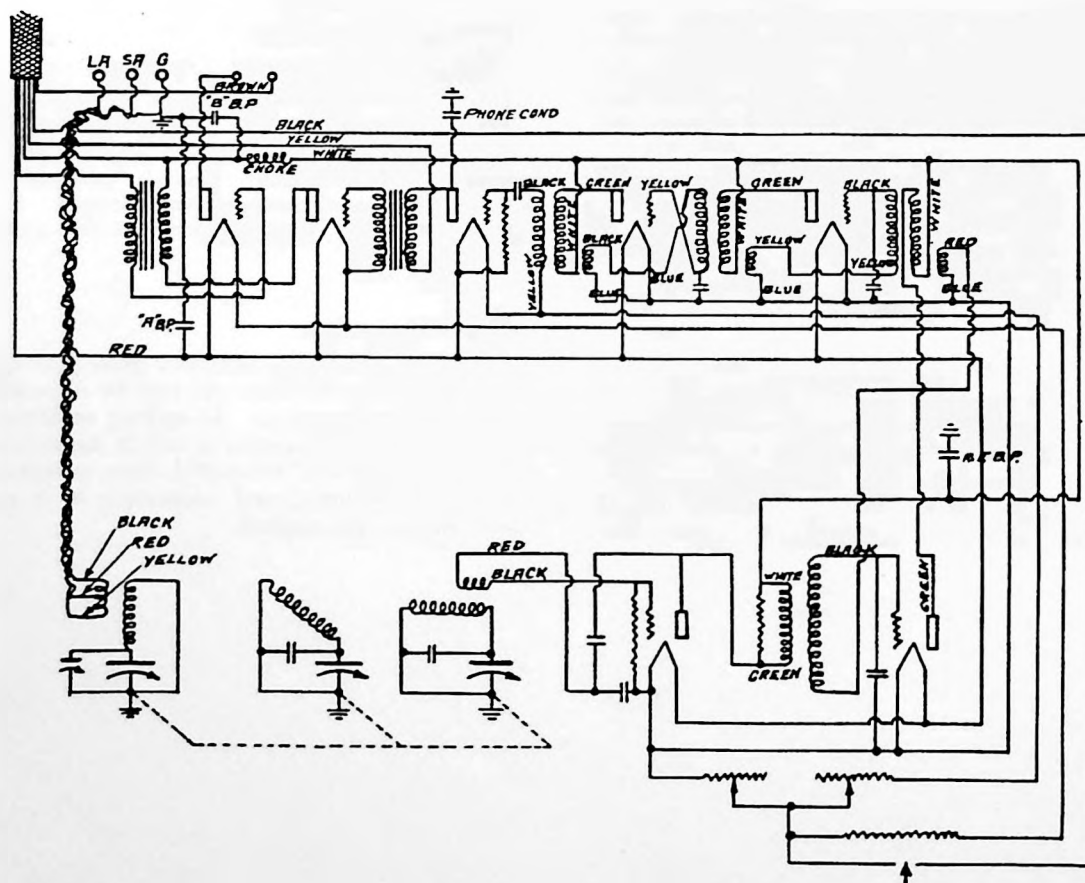 LA SA G
BROWN
"B" B.P.
BLACK
YELLOW
WHITE
CHOKE
PHONE COND
BLACK
GREEN
YELLOW
GREEN
BLACK
WHITE
WHITE
WHITE
RED
BLACK
YELLOW
YELLOW
BLUE
BLUE
YELLOW
BLUE
BLUE
"A" B.P.
RED
R.F. B.P.
BLACK
RED
YELLOW
RED
BLACK
WHITE
BLACK
GREEN
GREEN